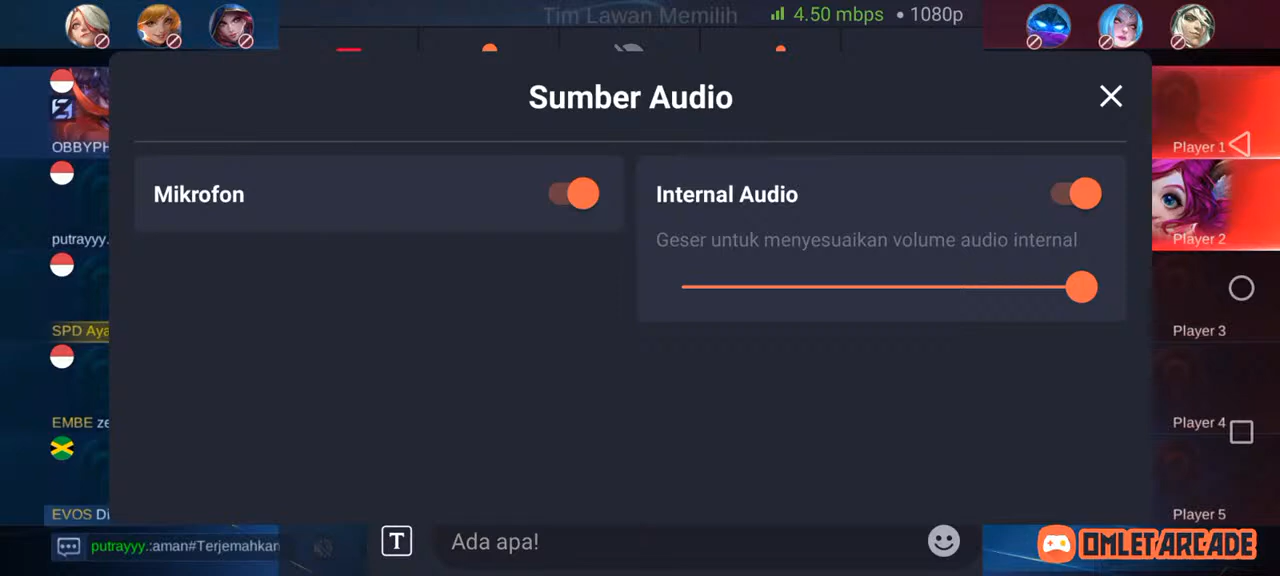 Tim Lawan Memilih
4.50 mbps • 1080p
Sumber Audio
Mikrofon
Internal Audio
Geser untuk menyesuaikan volume audio internal
OBBYPH
putrayyy.
SPD Aya
EMBE ze
EVOS Di
Player 1
Player 2
Player 3
Player 4
Player 5
putrayyy.:aman#Terjemahkan
T
Ada apa!
OMLET ARCADE